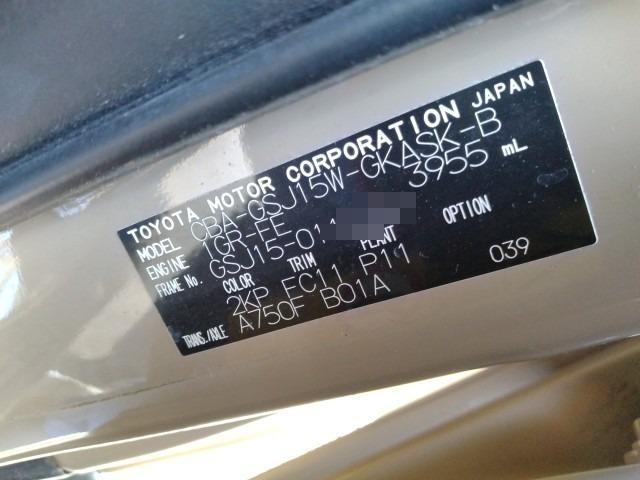 TOYOTA MOTOR CORPORATION JAPAN
MODEL CBA-GSJ15W-GKASK-B
ENGINE 1GR-FE 3955 mL
FRAME No. GSJ15-011
COLOR TRIM PLANT OPTION
2KP FC11 P11 039
TRANS./AXLE A750F B01A